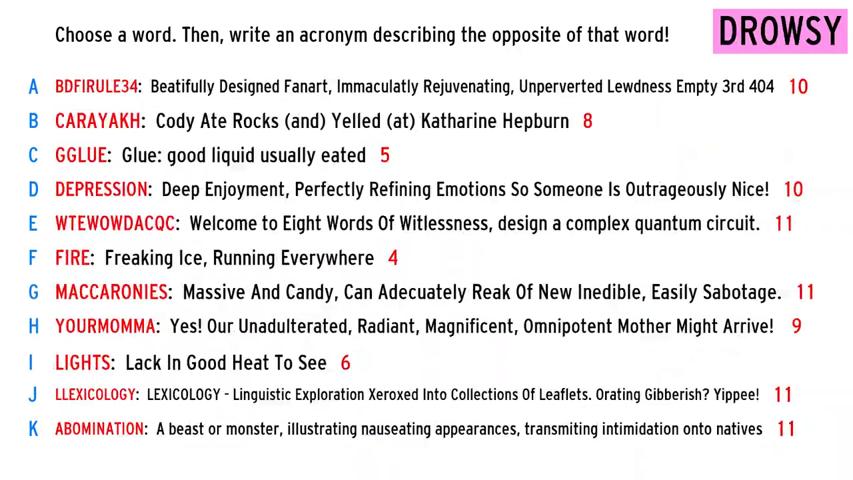 Choose a word. Then, write an acronym describing the opposite of that word!
DROWSY
A BDFIRULE34: Beatifully Designed Fanart, Immaculatly Rejuvenating, Unperverted Lewdness Empty 3rd 404 10
B CARAYAKH: Cody Ate Rocks (and) Yelled (at) Katharine Hepburn 8
C GGLUE: Glue: good liquid usually eated 5
D DEPRESSION: Deep Enjoyment, Perfectly Refining Emotions So Someone Is Outrageously Nice! 10
E WTEWOWDACQC: Welcome to Eight Words Of Witlessness, design a complex quantum circuit. 11
F FIRE: Freaking Ice, Running Everywhere 4
G MACCARONIES: Massive And Candy, Can Adecuately Reak Of New Inedible, Easily Sabotage. 11
H YOURMOMMA: Yes! Our Unadulterated, Radiant, Magnificent, Omnipotent Mother Might Arrive! 9
I LIGHTS: Lack In Good Heat To See 6
J LLEXICOLOGY: LEXICOLOGY - Linguistic Exploration Xeroxed Into Collections Of Leaflets. Orating Gibberish? Yippee! 11
K ABOMINATION: A beast or monster, illustrating nauseating appearances, transmiting intimidation onto natives 11